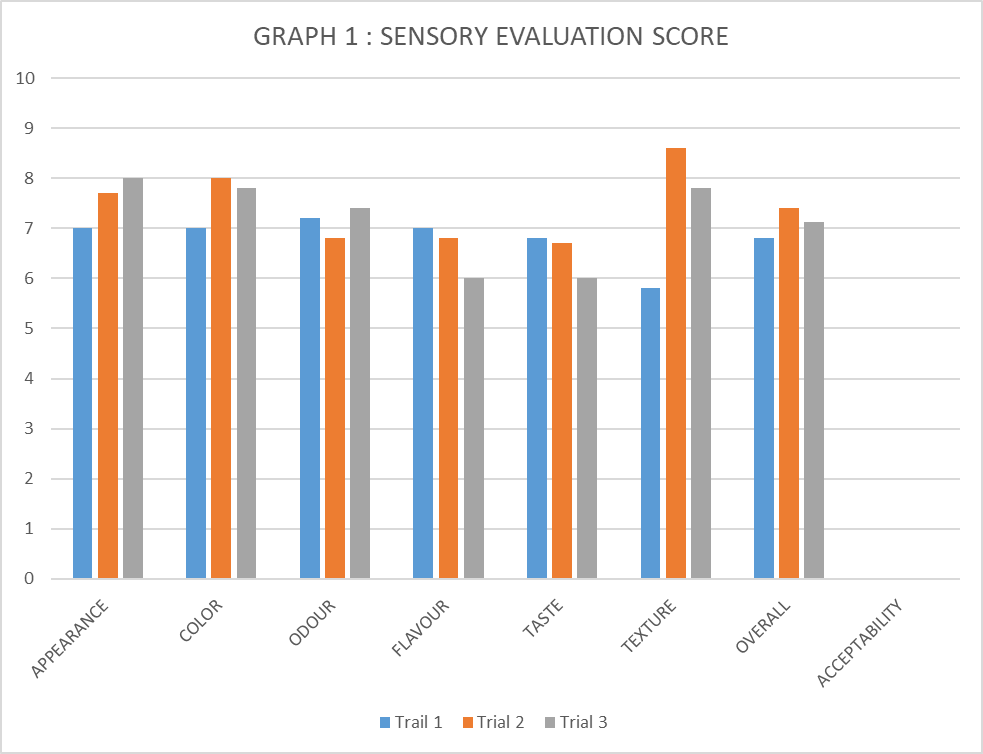 GRAPH 1 : SENSORY EVALUATION SCORE
10
9
8
7
6
5
4
3
2
1
0
APPEARANCE
COLOR
ODOUR
FLAVOUR
TASTE
TEXTURE
OVERALL
ACCEPTABILITY
Trail 1 Trial 2 Trial 3